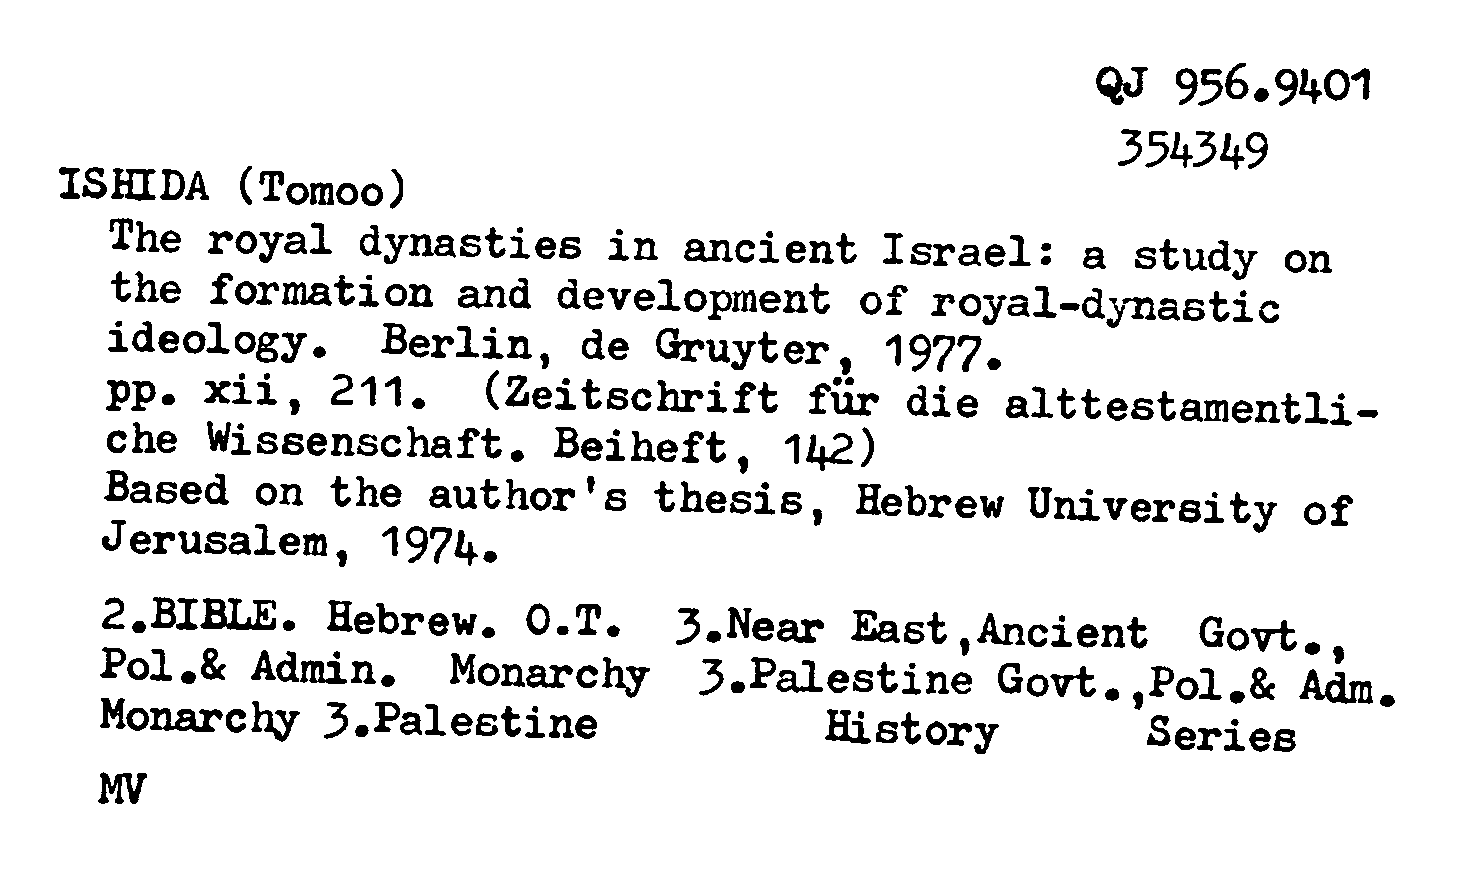 QJ 956.9401
354349
ISHIDA (Tomoo)
The royal dynasties in ancient Israel: a study on
the formation and development of royal-dynastic
ideology. Berlin, de Gruyter, 1977.
pp. xii, 211. (Zeitschrift für die alttestamentli-
che Wissenschaft. Beiheft, 142)
Based on the author's thesis, Hebrew University of
Jerusalem, 1974.
2.BIBLE. Hebrew. O.T. 3.Near East,Ancient Govt.,
Pol.& Admin. Monarchy 3.Palestine Govt.,Pol.& Adm.
Monarchy 3.Palestine History Series
MV